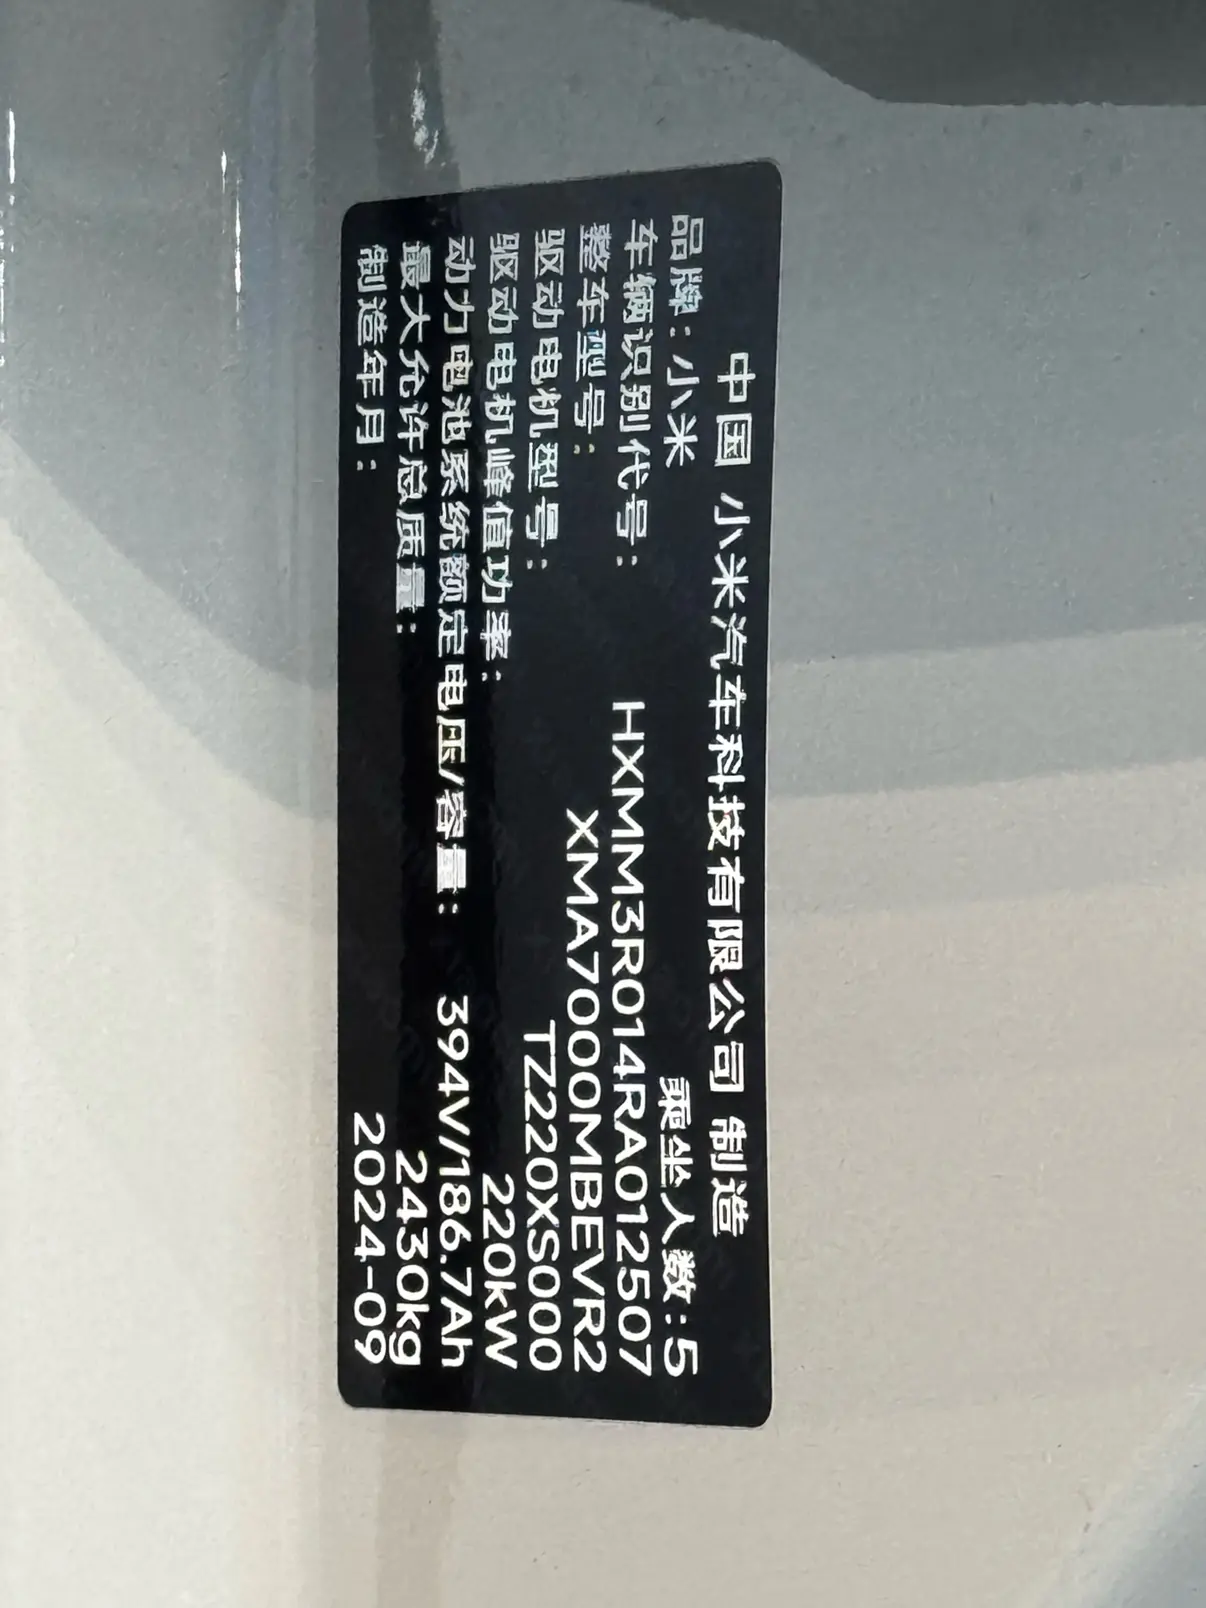 中国 小米汽车科技有限公司 制造
品牌:小米 乘坐人数:5
车辆识别代号: HXMM3R014RA012507
整车型号: XMA7000MBEVR2
驱动电机型号: TZ220XS000
驱动电机峰值功率: 220kW
动力电池系统额定电压/容量: 394V/186.7Ah
最大允许总质量: 2430kg
制造年月: 2024-09